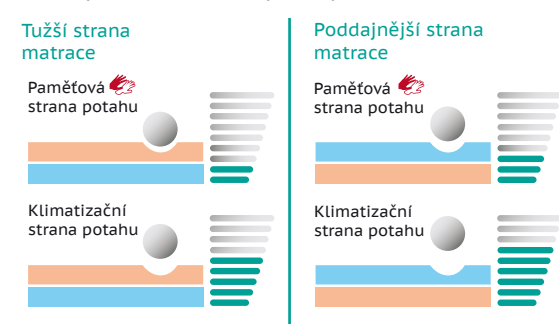 Tužší strana
matrace
Paměťová
strana potahu
Klimatizační
strana potahu
Poddajnější strana
matrace
Paměťová
strana potahu
Klimatizační
strana potahu